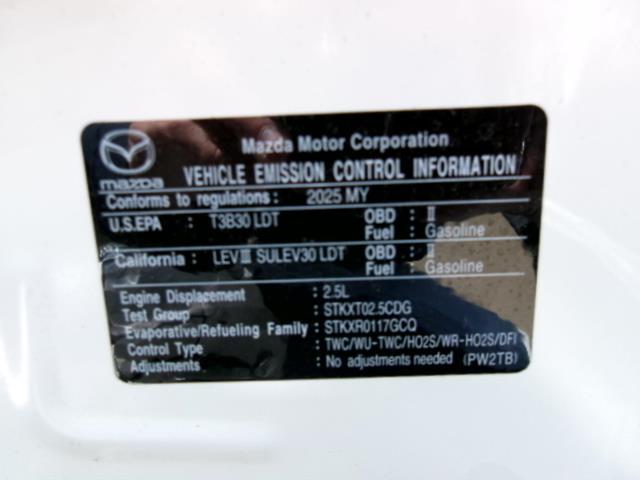 Mazda Motor Corporation
mazda
VEHICLE EMISSION CONTROL INFORMATION
Conforms to regulations: 2025 MY
U.S.EPA : T3B30 LDT OBD : II
Fuel : Gasoline
California : LEVIII SULEV30 LDT OBD : II
Fuel : Gasoline
Engine Displacement : 2.5L
Test Group : STKXT02.5CDG
Evaporative/Refueling Family : STKXR0117GCQ
Control Type : TWC/WU-TWC/HO2S/WR-HO2S/DFI
Adjustments : No adjustments needed (PW2TB)